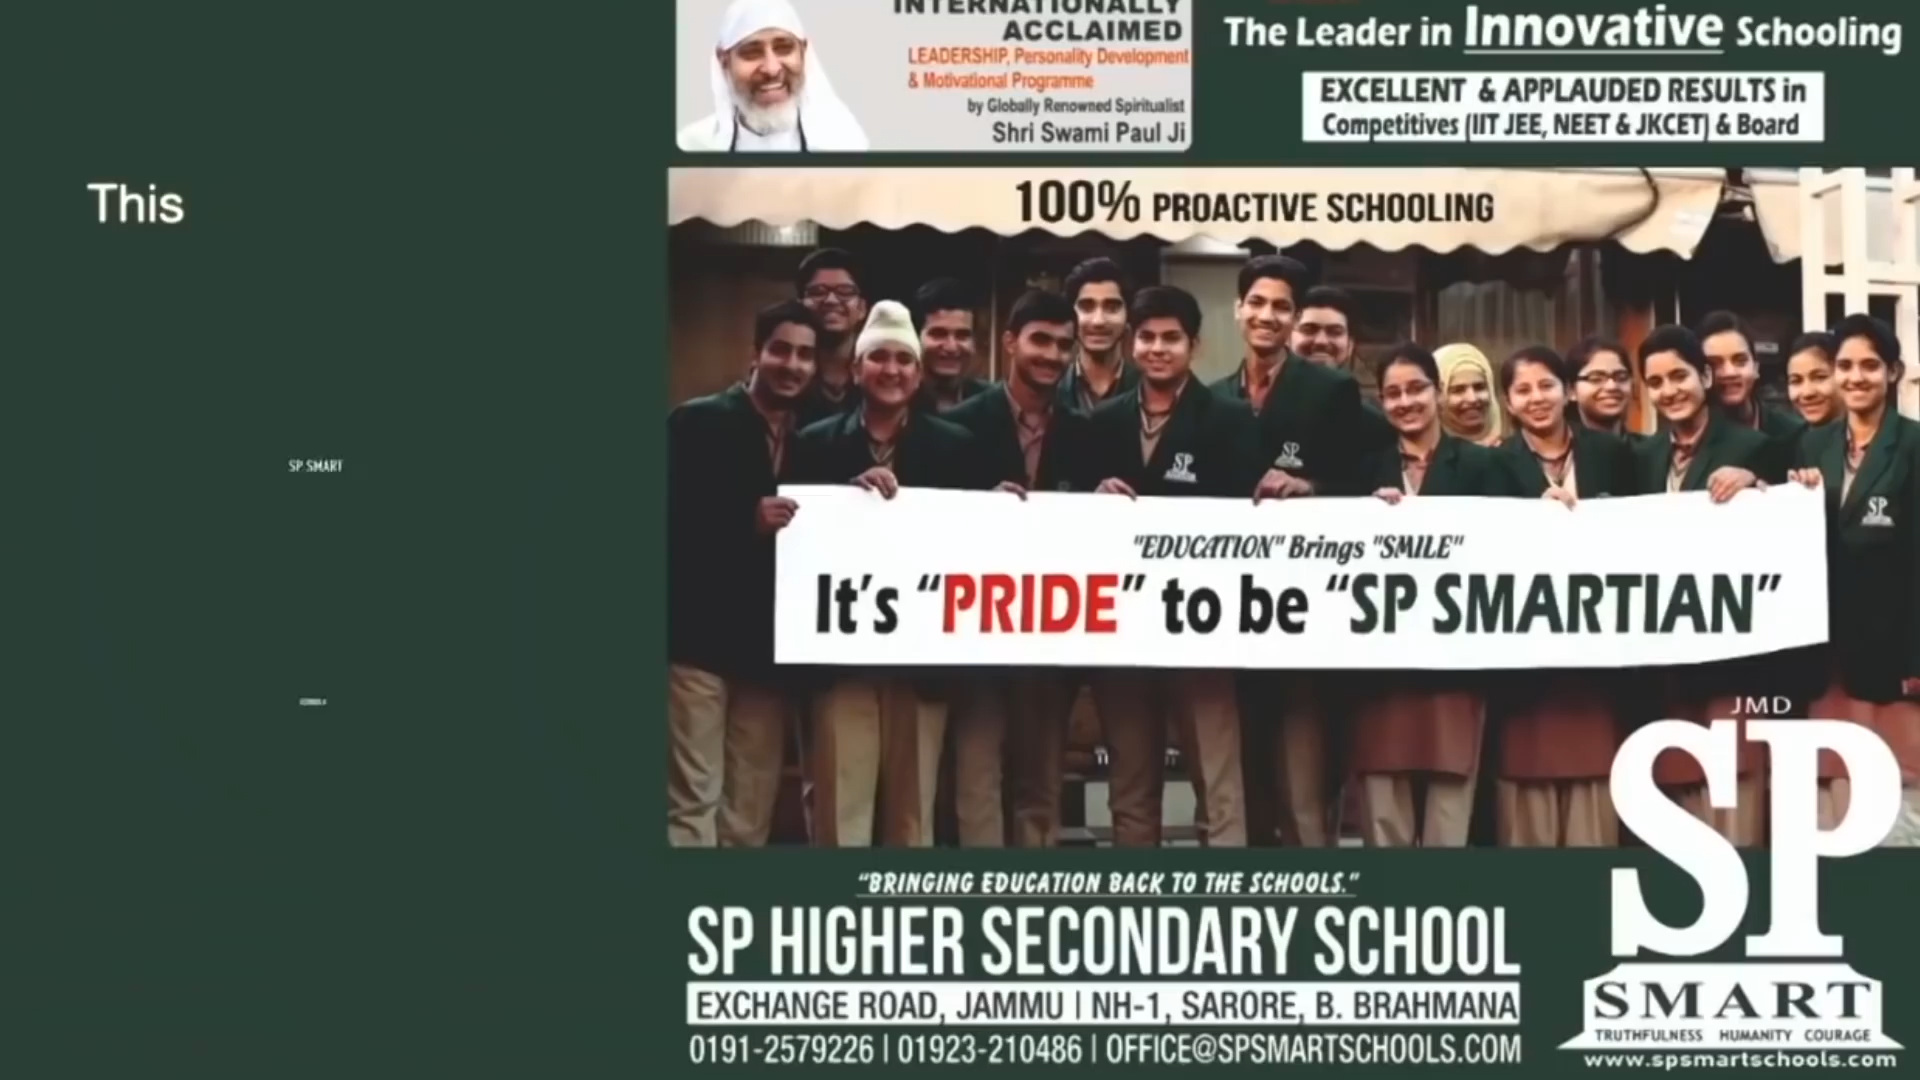 INTERNATIONALLY
ACCLAIMED
LEADERSHIP, Personality Development
& Motivational Programme
by Globally Renowned Spiritualist
Shri Swami Paul Ji
The Leader in Innovative Schooling
EXCELLENT & APPLAUDED RESULTS in
Competitives (IIT JEE, NEET & JKCET) & Board
This
SP SMART
100% PROACTIVE SCHOOLING
SP
SP
SP
"EDUCATION" Brings "SMILE"
It's "PRIDE" to be "SP SMARTIAN"
"BRINGING EDUCATION BACK TO THE SCHOOLS."
SP HIGHER SECONDARY SCHOOL
EXCHANGE ROAD, JAMMU | NH-1, SARORE, B. BRAHMANA
0191-2579226 | 01923-210486 | OFFICE@SPSMARTSCHOOLS.COM
JMD
SP
SMART
TRUTHFULNESS HUMANITY COURAGE
www.spsmartschools.com